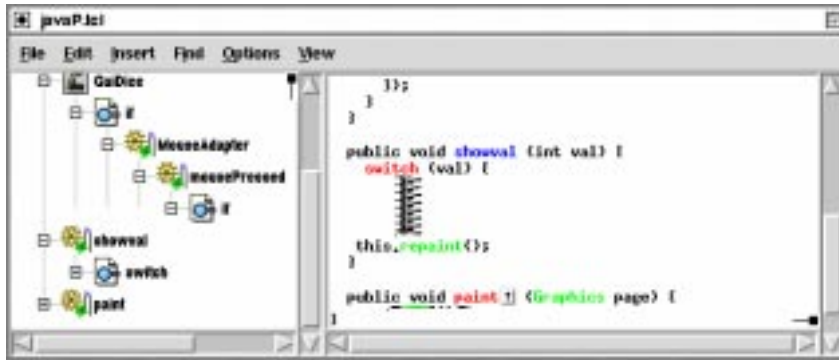 javaP.tcl
File Edit Insert Find Options View
GuiDice
if
MouseAdapter
mousePressed
if
showval
switch
paint
}});
}
}
public void showval (int val) {
switch (val) {
this.repaint();
}
public void paint (Graphics page) {
}